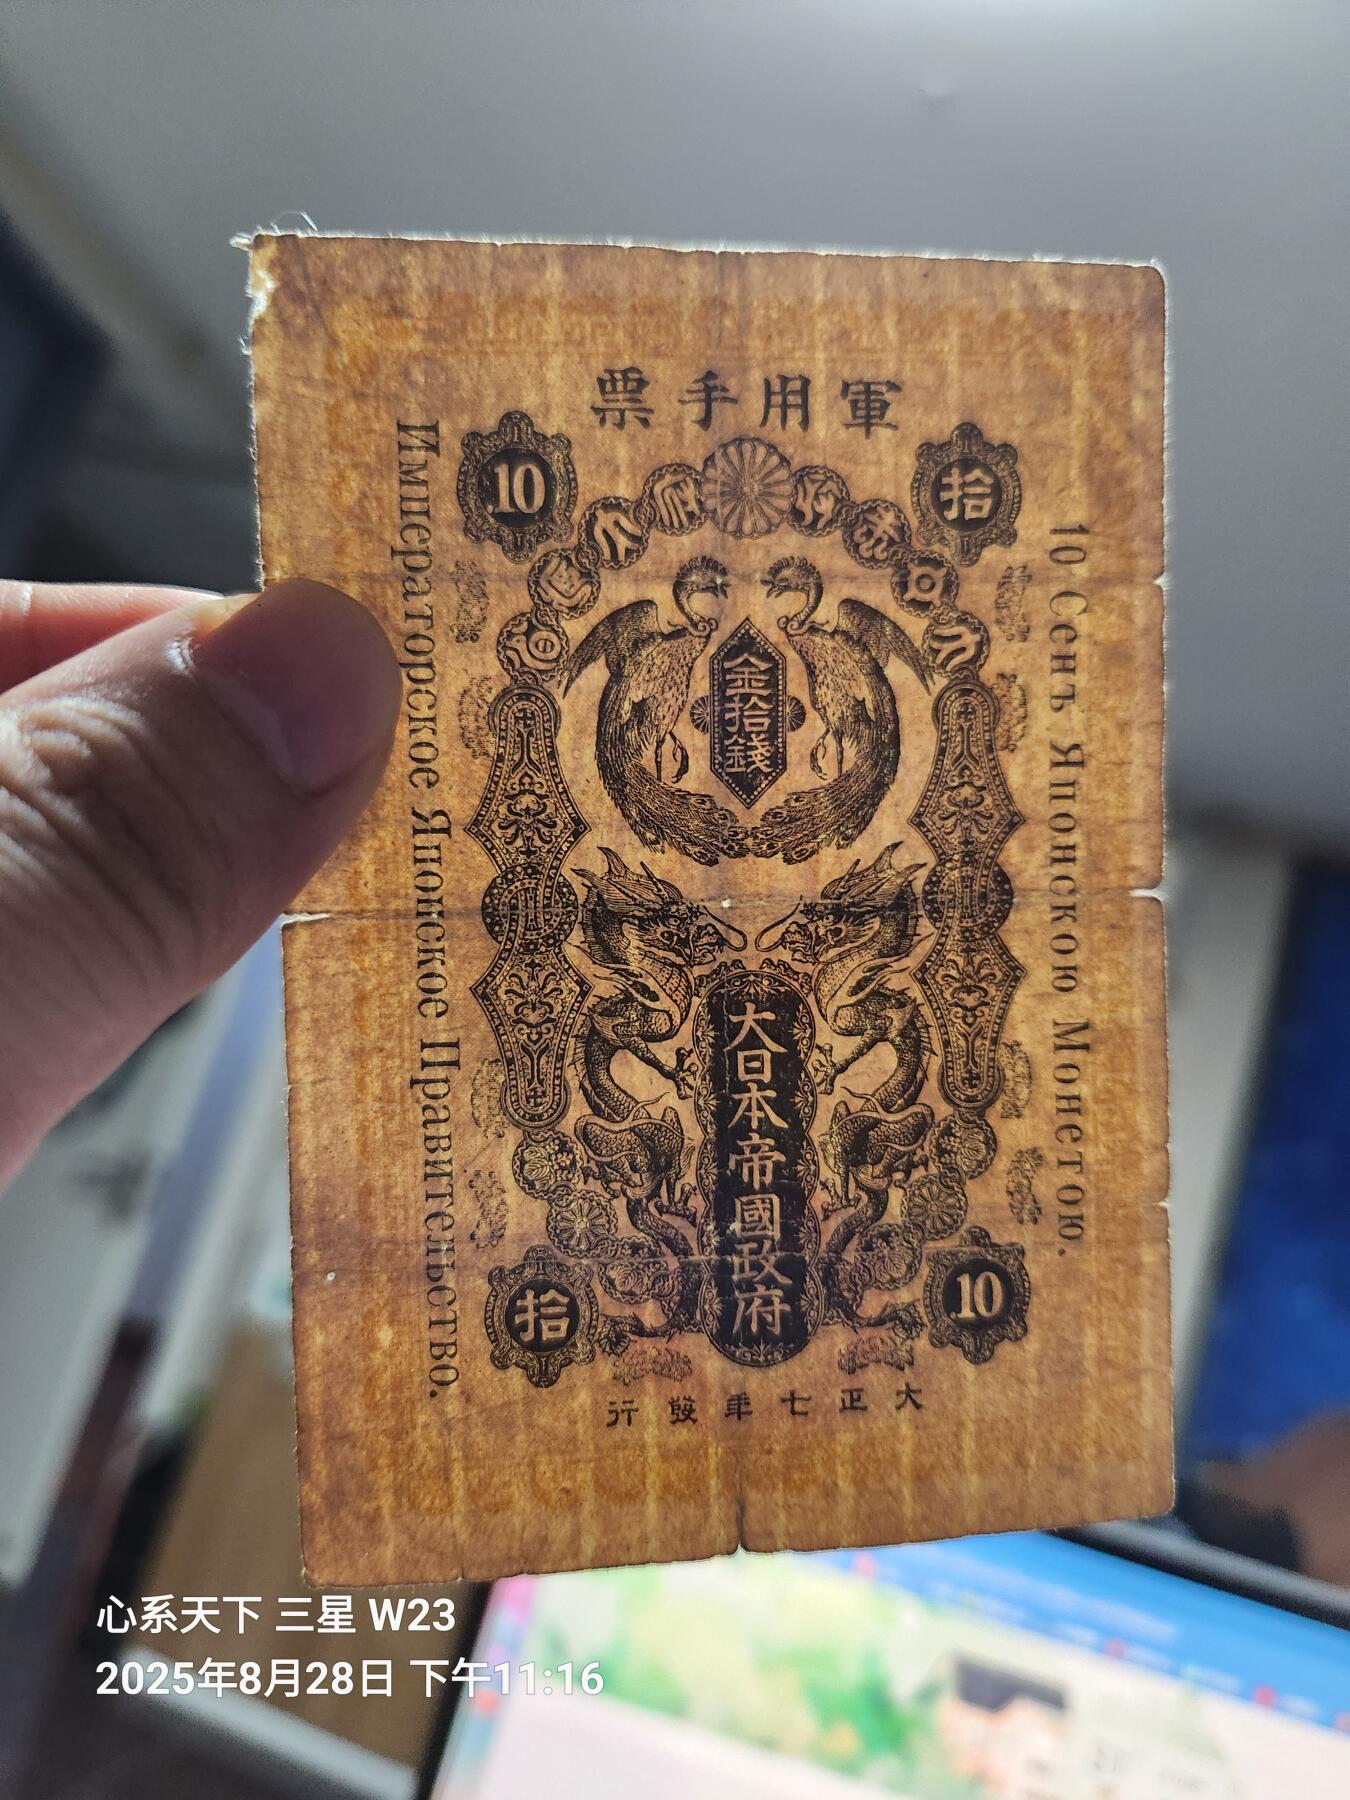 票手用軍
10
拾
金拾錢
大日本帝國政府
拾
10
行發年七正大
Императорское Японское Правительство.
10 Сенъ Японскою Монетою.
心系天下 三星 W23
2025年8月28日 下午11:16